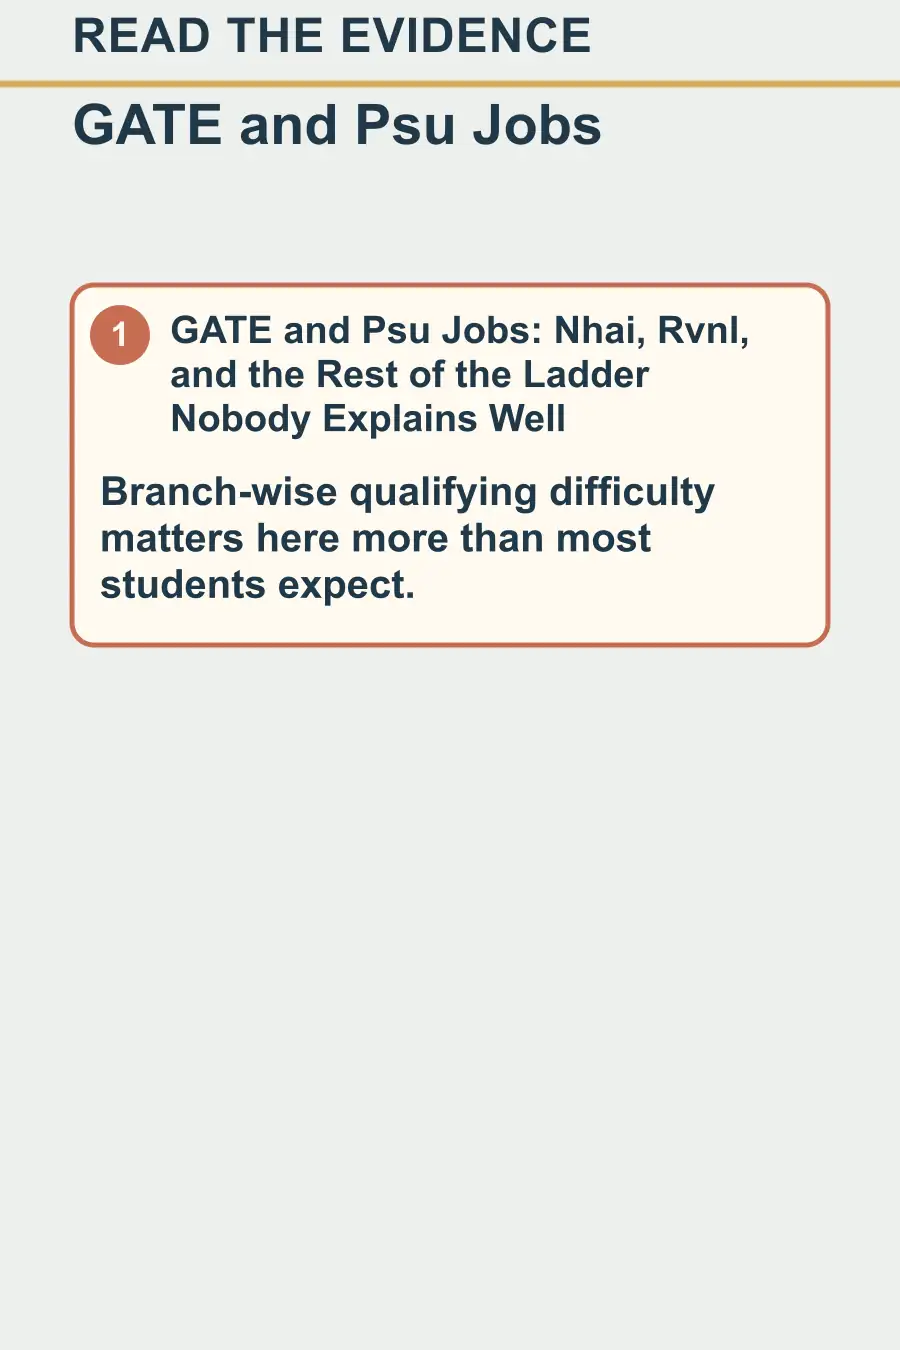 READ THE EVIDENCE
GATE and Psu Jobs
1
GATE and Psu Jobs: Nhai, Rvnl,
and the Rest of the Ladder
Nobody Explains Well
Branch-wise qualifying difficulty
matters here more than most
students expect.